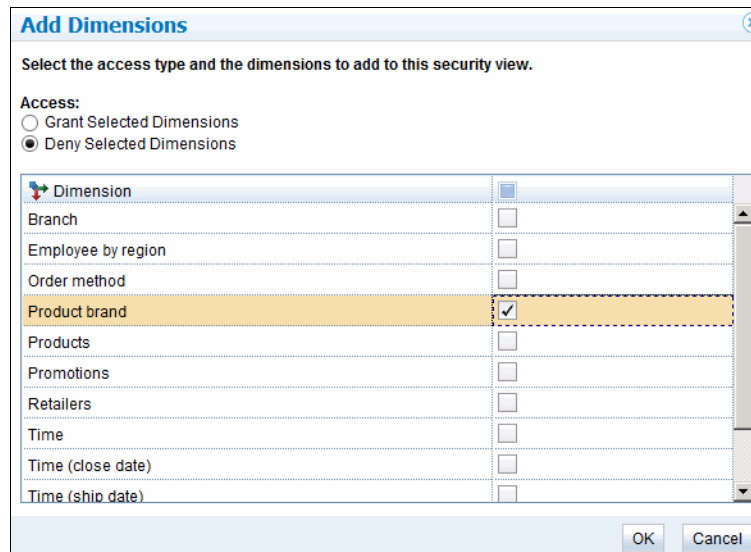 Add Dimensions
Select the access type and the dimensions to add to this security view.
Access:
Grant Selected Dimensions
Deny Selected Dimensions
Dimension
Branch
Employee by region
Order method
Product brand
Products
Promotions
Retailers
Time
Time (close date)
Time (ship date)
OK Cancel